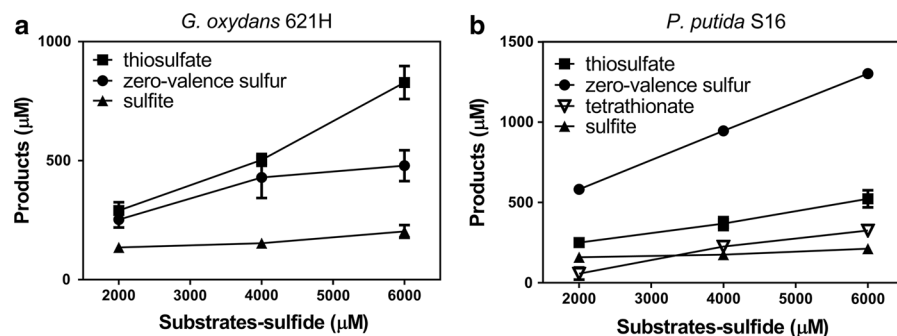 a
G. oxydans 621H
1000
500
0
Products (μM)
thiosulfate
zero-valence sulfur
sulfite
2000 3000 4000 5000 6000
Substrates-sulfide (μM)
b
P. putida S16
1500
1000
500
0
Products (μM)
thiosulfate
zero-valence sulfur
tetrathionate
sulfite
2000 3000 4000 5000 6000
Substrates-sulfide (μM)